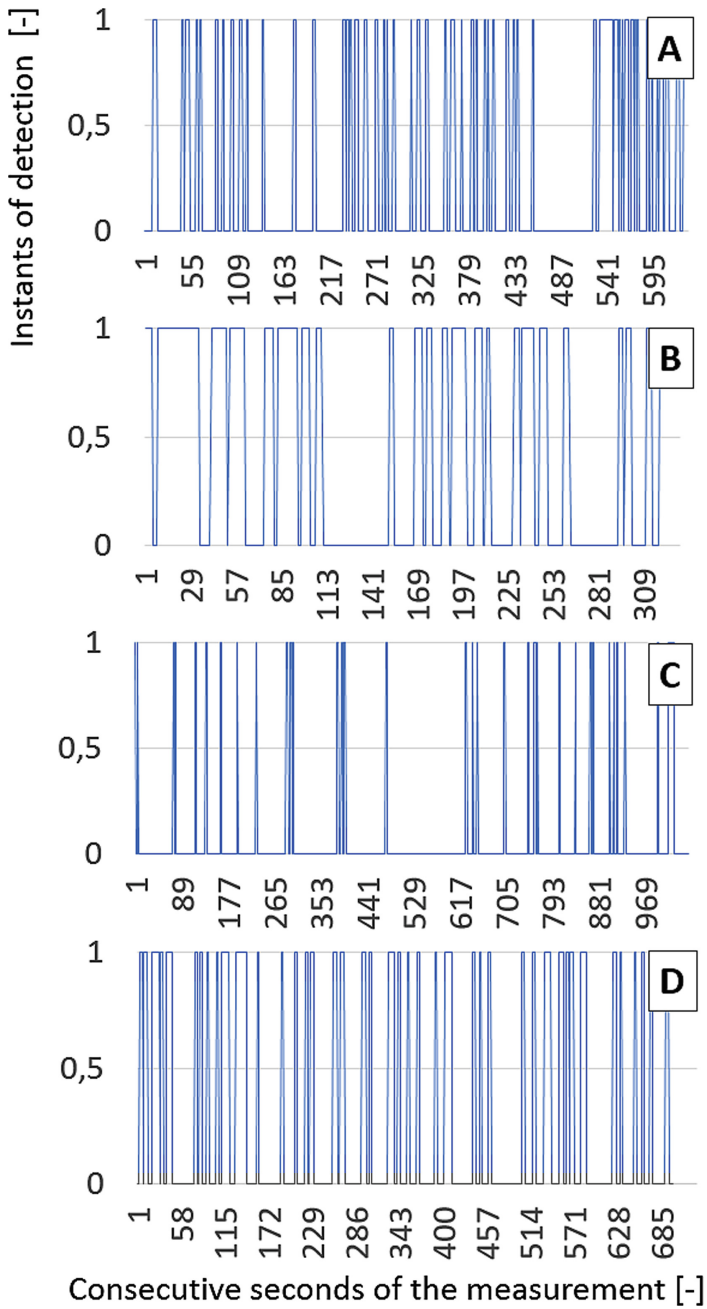 Instants of detection [-]
1
0,5
0
A
1 55 109 163 217 271 325 379 433 487 541 595
1
0,5
0
B
1 29 57 85 113 141 169 197 225 253 281 309
1
0,5
0
C
1 89 177 265 353 441 529 617 705 793 881 969
1
0,5
0
D
1 58 115 172 229 286 343 400 457 514 571 628 685
Consecutive seconds of the measurement [-]